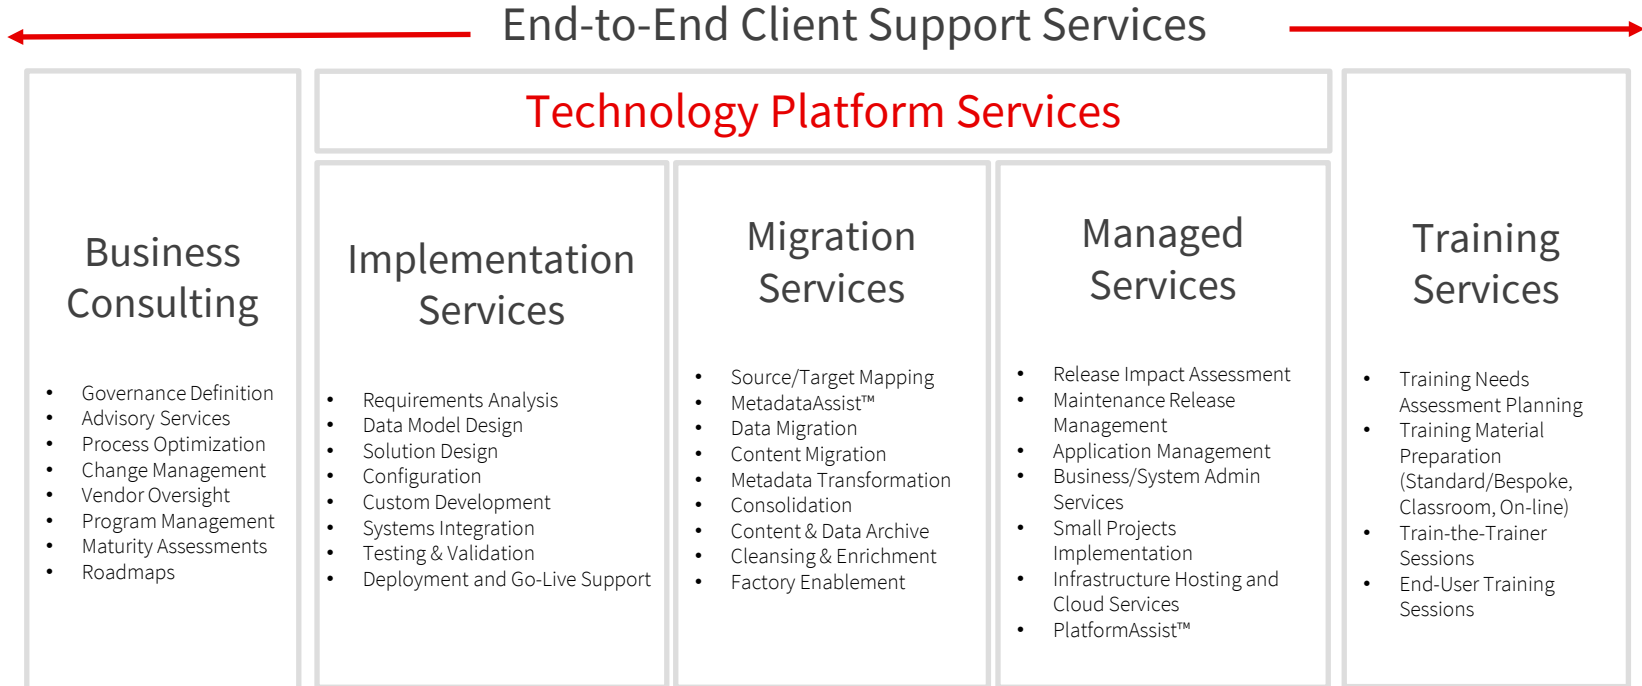 End-to-End Client Support Services
Technology Platform Services
Business
Consulting
• Governance Definition
• Advisory Services
• Process Optimization
• Change Management
• Vendor Oversight
• Program Management
• Maturity Assessments
• Roadmaps
Implementation
Services
• Requirements Analysis
• Data Model Design
• Solution Design
• Configuration
• Custom Development
• Systems Integration
• Testing & Validation
• Deployment and Go-Live Support
Migration
Services
• Source/Target Mapping
• MetadataAssist™
• Data Migration
• Content Migration
• Metadata Transformation
• Consolidation
• Content & Data Archive
• Cleansing & Enrichment
• Factory Enablement
Managed
Services
• Release Impact Assessment
• Maintenance Release
Management
• Application Management
• Business/System Admin
Services
• Small Projects
Implementation
• Infrastructure Hosting and
Cloud Services
• PlatformAssist™
Training
Services
• Training Needs
Assessment Planning
• Training Material
Preparation
(Standard/Bespoke,
Classroom, On-line)
• Train-the-Trainer
Sessions
• End-User Training
Sessions